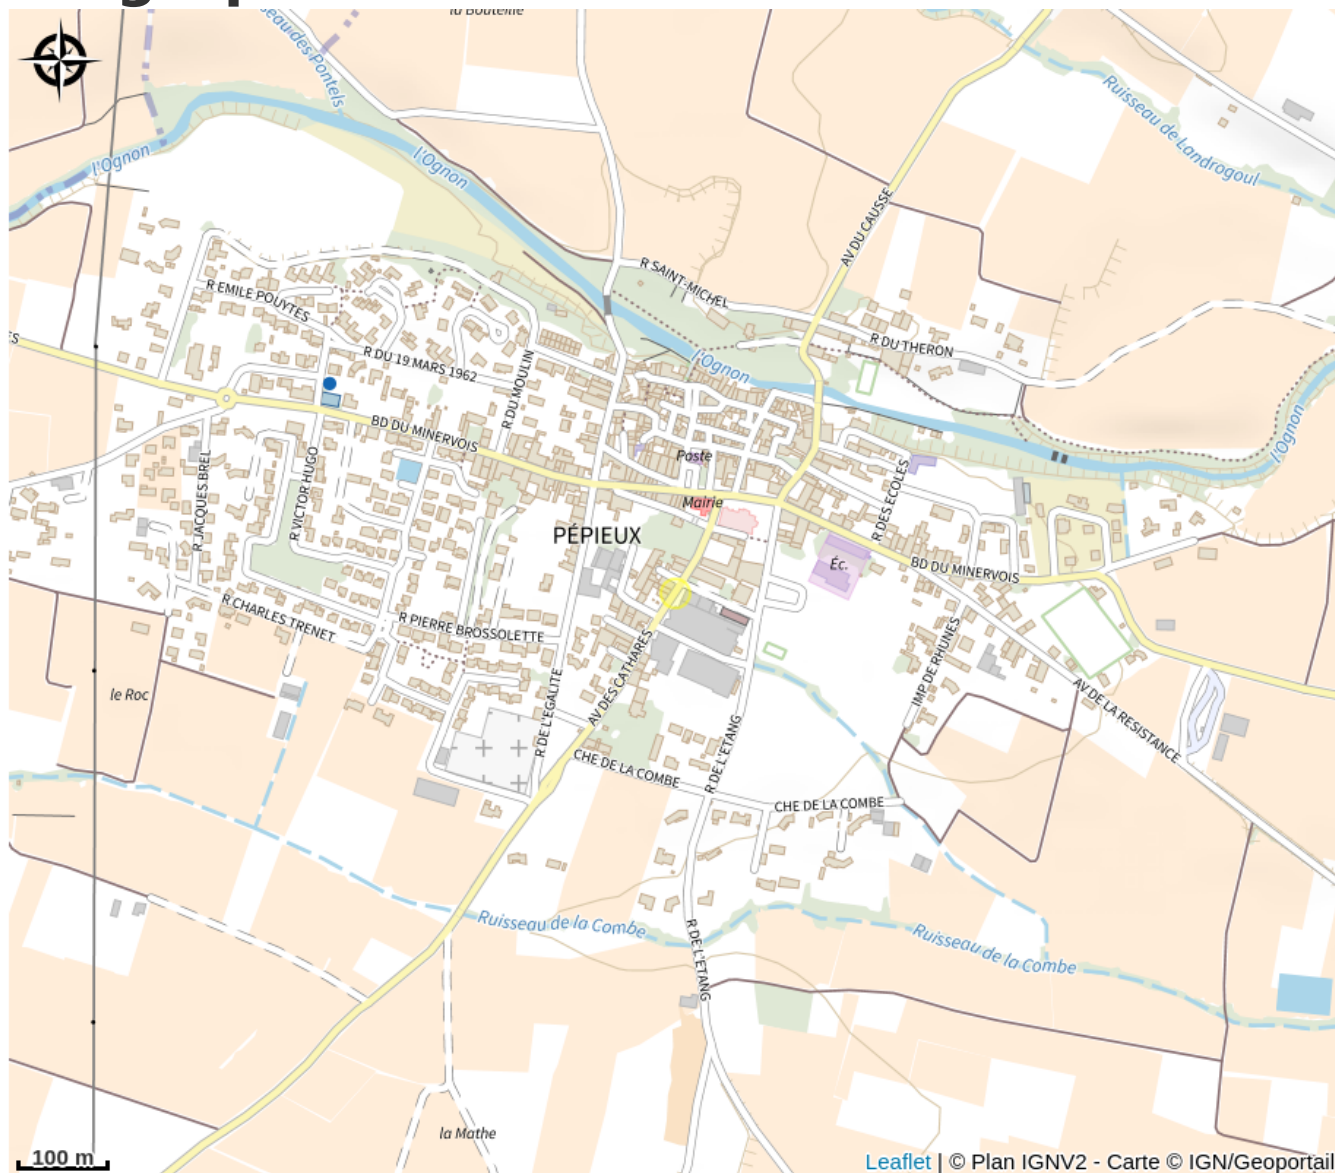 la Bouteille
Ruisseau de Landrogoul
l'Ognon
l'Ognon
AV DU CAUSSE
R SAINT-MICHEL
R EMILE POUYTES
R DU THERON
R DU 19 MARS 1962
l'Ognon
R DU MOULIN
BD DU MINERVOIS
l'Ognon
Poste
R JACQUES BREL
R VICTOR HUGO
R DES ECOLES
Mairie
PÉPIEUX
Éc.
BD DU MINERVOIS
R CHARLES TRENET
R PIERRE BROSSOLETTE
IMP DE RHUNES
le Roc
R DE L'EGALITE
AV DES CATHARES
AV DE LA RESISTANCE
R DE L'ETANG
CHE DE LA COMBE
CHE DE LA COMBE
Ruisseau de la Combe
Ruisseau de la Combe
R DE L'ETANG
la Mathe
100 m
Leaflet | © Plan IGNV2 - Carte © IGN/Geoportail